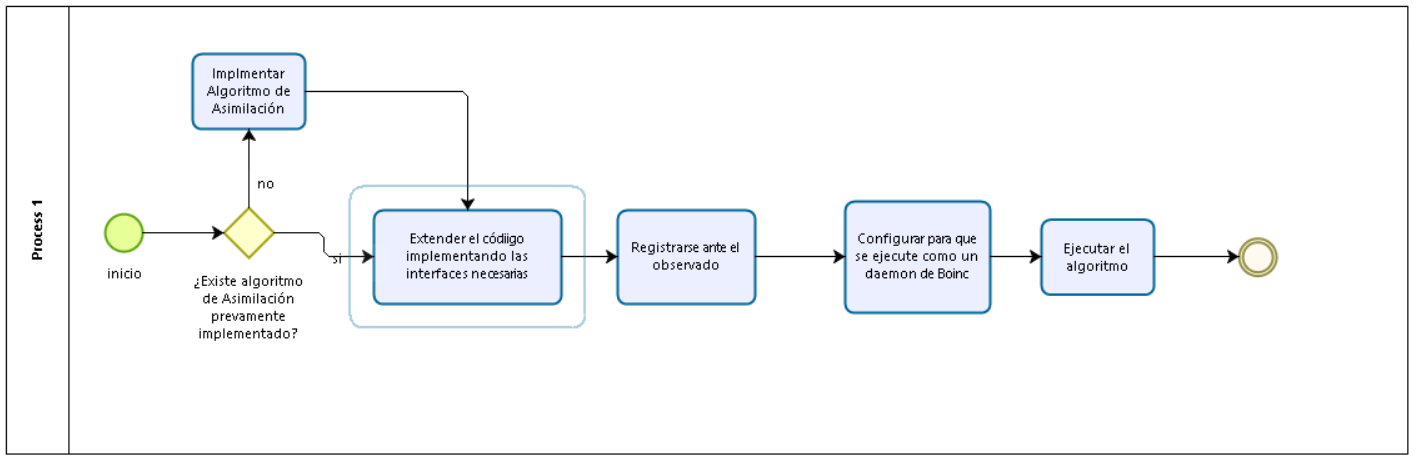 Process 1
Implmentar
Algoritmo de
Asimilación
no
inicio
¿Existe algoritmo
de Asimilación
prevamente
implementado?
si
Extender el código
implementando las
interfaces necesarias
Registrarse ante el
observado
Configurar para que
se ejecute como un
daemon de Boinc
Ejecutar el
algoritmo